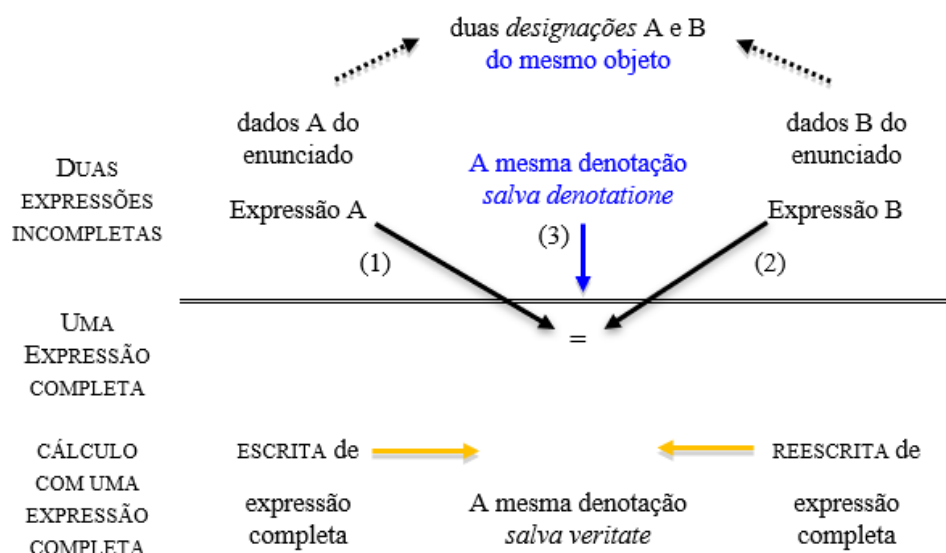 duas designações A e B
do mesmo objeto
dados A do
enunciado
dados B do
enunciado
DUAS
EXPRESSÕES
INCOMPLETAS
A mesma denotação
salva denotatione
Expressão A
Expressão B
(3)
(1)
(2)
UMA
EXPRESSÃO
COMPLETA
=
CÁLCULO
COM UMA
EXPRESSÃO
COMPLETA
ESCRITA de
REESCRITA de
expressão
completa
A mesma denotação
salva veritate
expressão
completa